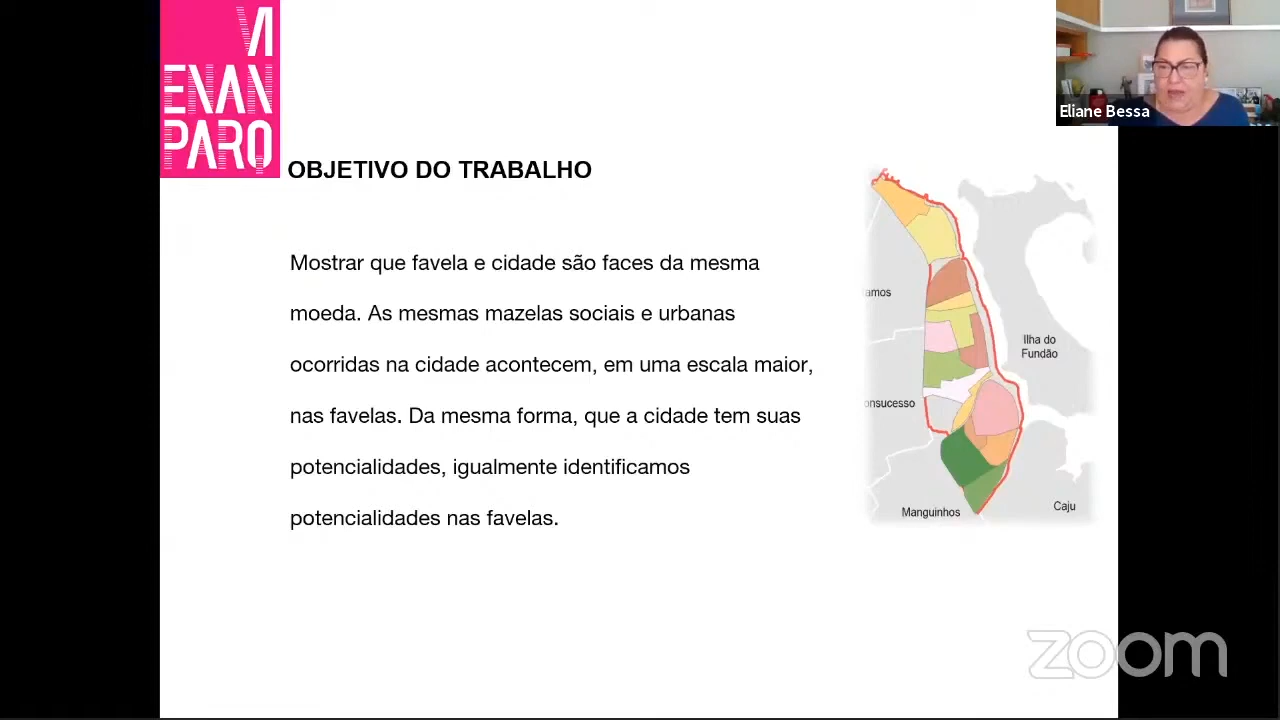 VI
ENAN
PARQ
Eliane Bessa
OBJETIVO DO TRABALHO
Mostrar que favela e cidade são faces da mesma
moeda. As mesmas mazelas sociais e urbanas
ocorridas na cidade acontecem, em uma escala maior,
nas favelas. Da mesma forma, que a cidade tem suas
potencialidades, igualmente identificamos
potencialidades nas favelas.
amos
Ilha do
Fundão
onsucesso
Manguinhos
Caju
zoom